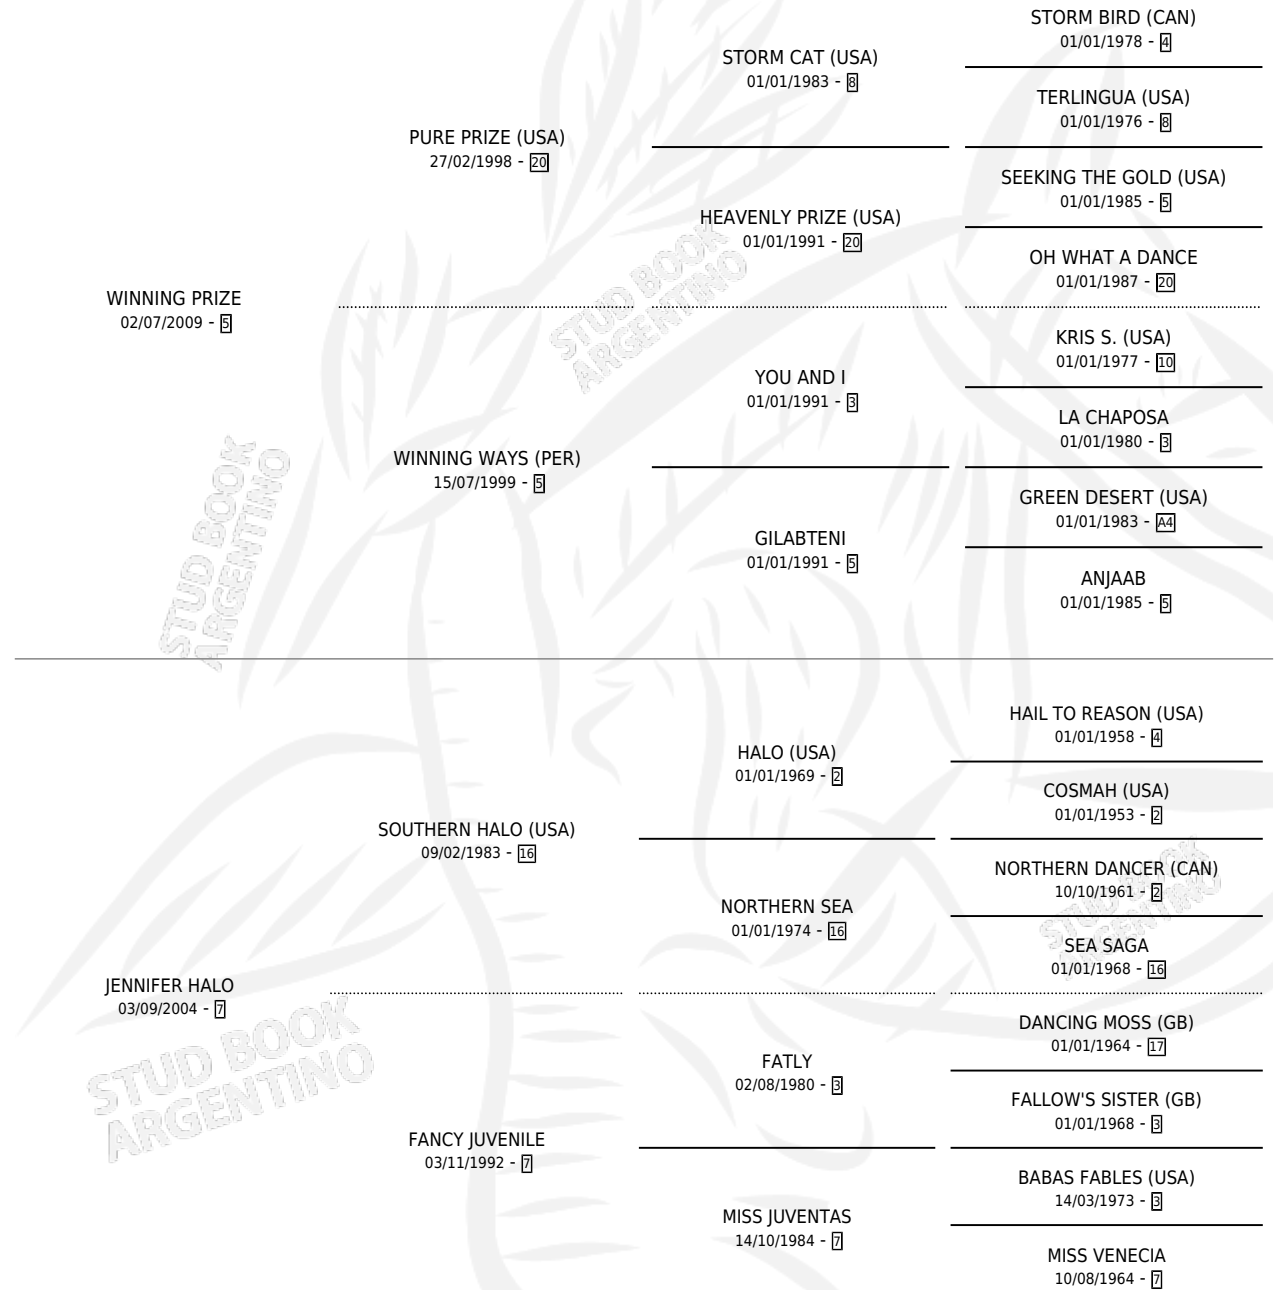 STORM BIRD (CAN)
01/01/1978 - 4
STORM CAT (USA)
01/01/1983 - 8
TERLINGUA (USA)
01/01/1976 - 8
PURE PRIZE (USA)
27/02/1998 - 20
SEEKING THE GOLD (USA)
01/01/1985 - 5
HEAVENLY PRIZE (USA)
01/01/1991 - 20
OH WHAT A DANCE
01/01/1987 - 20
WINNING PRIZE
02/07/2009 - 5
KRIS S. (USA)
01/01/1977 - 10
YOU AND I
01/01/1991 - 3
LA CHAPOSA
01/01/1980 - 3
WINNING WAYS (PER)
15/07/1999 - 5
GREEN DESERT (USA)
01/01/1983 - A4
GILABTENI
01/01/1991 - 5
ANJAAB
01/01/1985 - 5
STUD BOOK
ARGENTINO
STUD BOOK
ARGENTINO
HAIL TO REASON (USA)
01/01/1958 - 4
HALO (USA)
01/01/1969 - 2
COSMAH (USA)
01/01/1953 - 2
SOUTHERN HALO (USA)
09/02/1983 - 16
NORTHERN DANCER (CAN)
10/10/1961 - 2
NORTHERN SEA
01/01/1974 - 16
SEA SAGA
01/01/1968 - 16
JENNIFER HALO
03/09/2004 - 7
DANCING MOSS (GB)
01/01/1964 - 17
FATLY
02/08/1980 - 3
FALLOW'S SISTER (GB)
01/01/1968 - 3
FANCY JUVENILE
03/11/1992 - 7
BABAS FABLES (USA)
14/03/1973 - 3
MISS JUVENTAS
14/10/1984 - 7
MISS VENECIA
10/08/1964 - 7
STUD BOOK
ARGENTINO
STUD BOOK
ARGENTINO